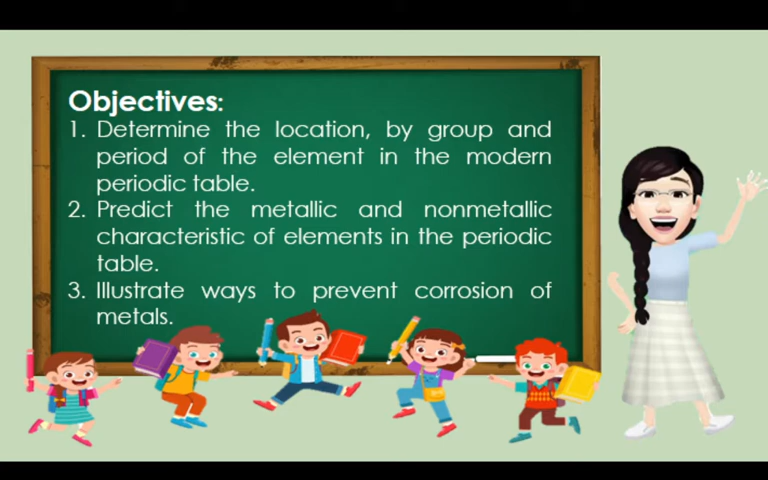 Objectives:
1. Determine the location, by group and
period of the element in the modern
periodic table.
2. Predict the metallic and nonmetallic
characteristic of elements in the periodic
table.
3. Illustrate ways to prevent corrosion of
metals.